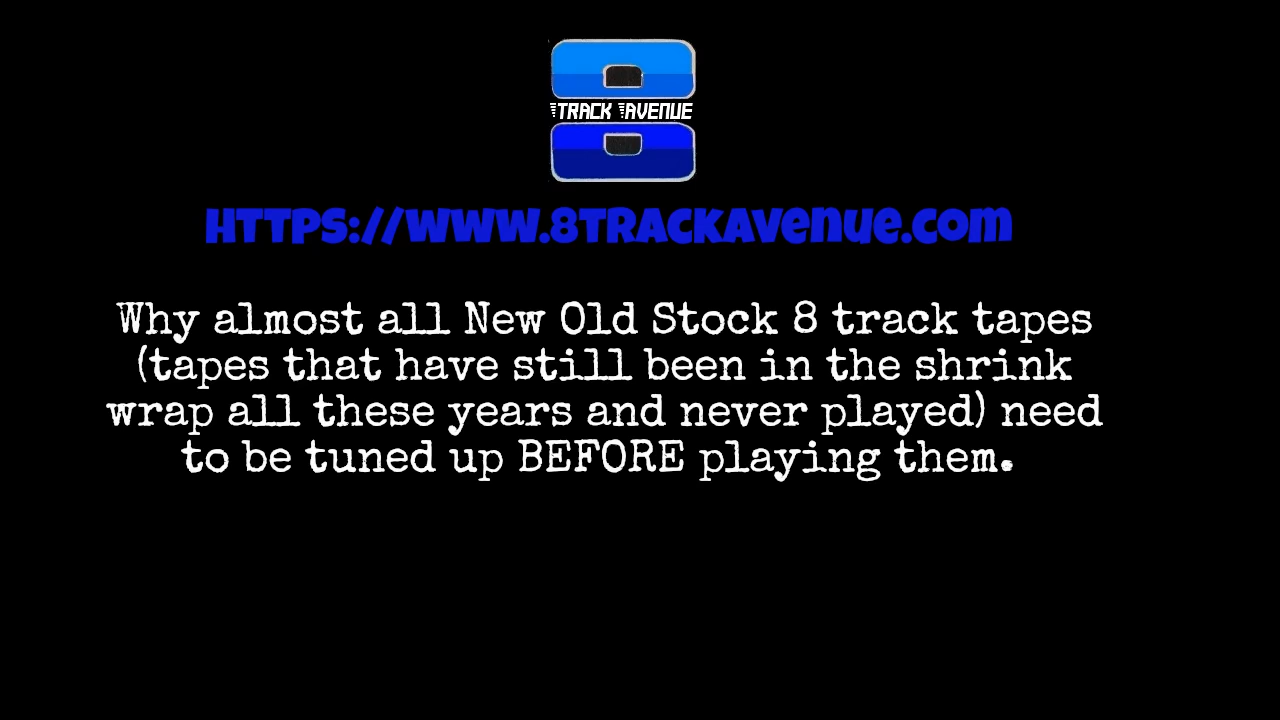 TRACK AVENUE
HTTPS://WWW.8TRACKAVENUE.COM
Why almost all New Old Stock 8 track tapes
(tapes that have still been in the shrink
wrap all these years and never played) need
to be tuned up BEFORE playing them.